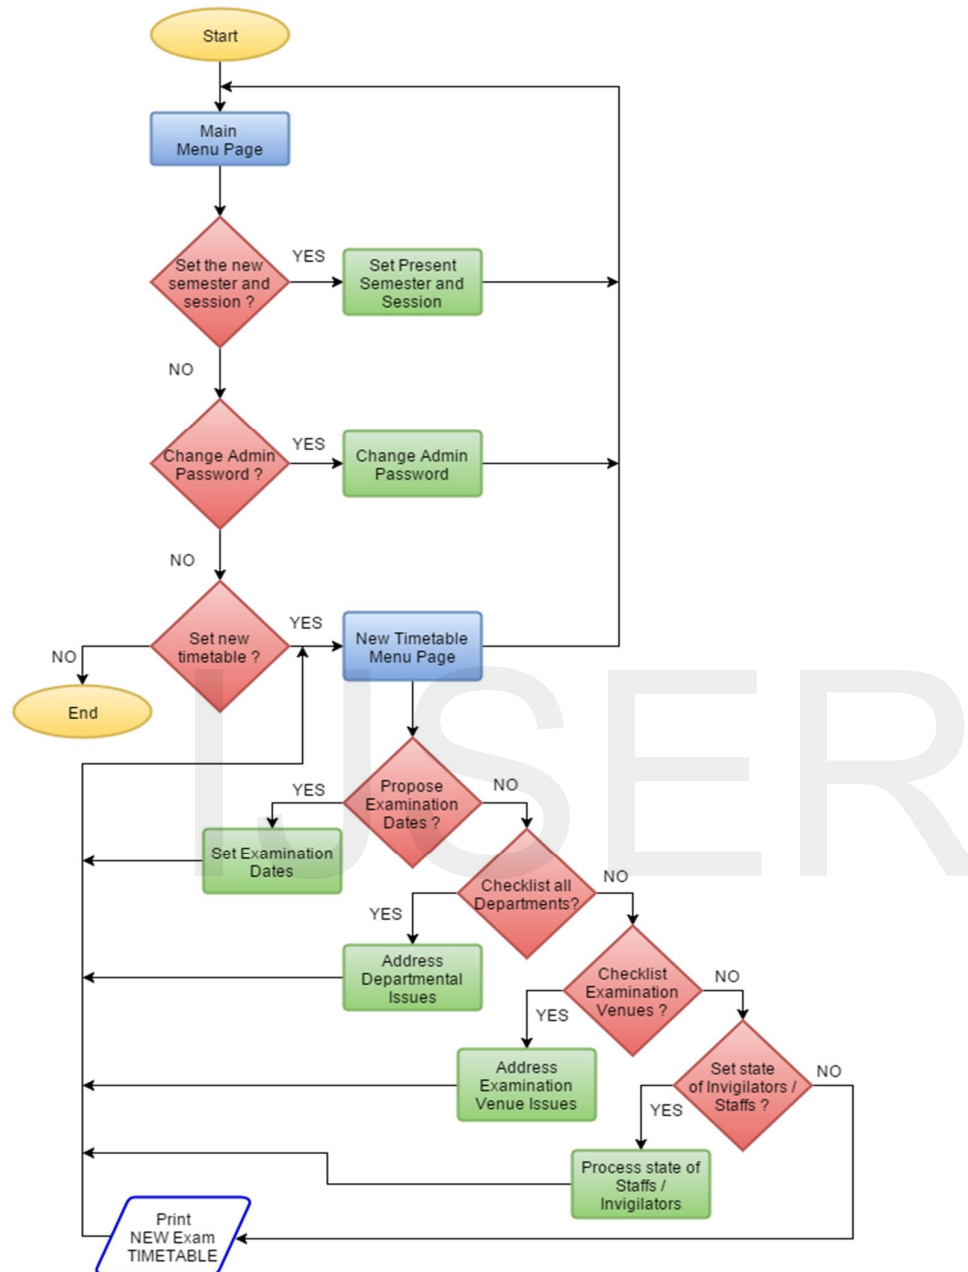 Start
Main
Menu Page
Set the new
semester and
session ?
YES
Set Present
Semester and
Session
NO
Change Admin
Password ?
YES
Change Admin
Password
NO
Set new
timetable ?
YES
New Timetable
Menu Page
NO
End
Propose
Examination
Dates ?
YES
NO
Set Examination
Dates
Checklist all
Departments?
NO
YES
Address
Departmental
Issues
Checklist
Examination
Venues ?
NO
YES
Address
Examination
Venue Issues
Set state
of Invigilators /
Staffs ?
NO
YES
Process state of
Staffs /
Invigilators
Print
NEW Exam
TIMETABLE
IJSER